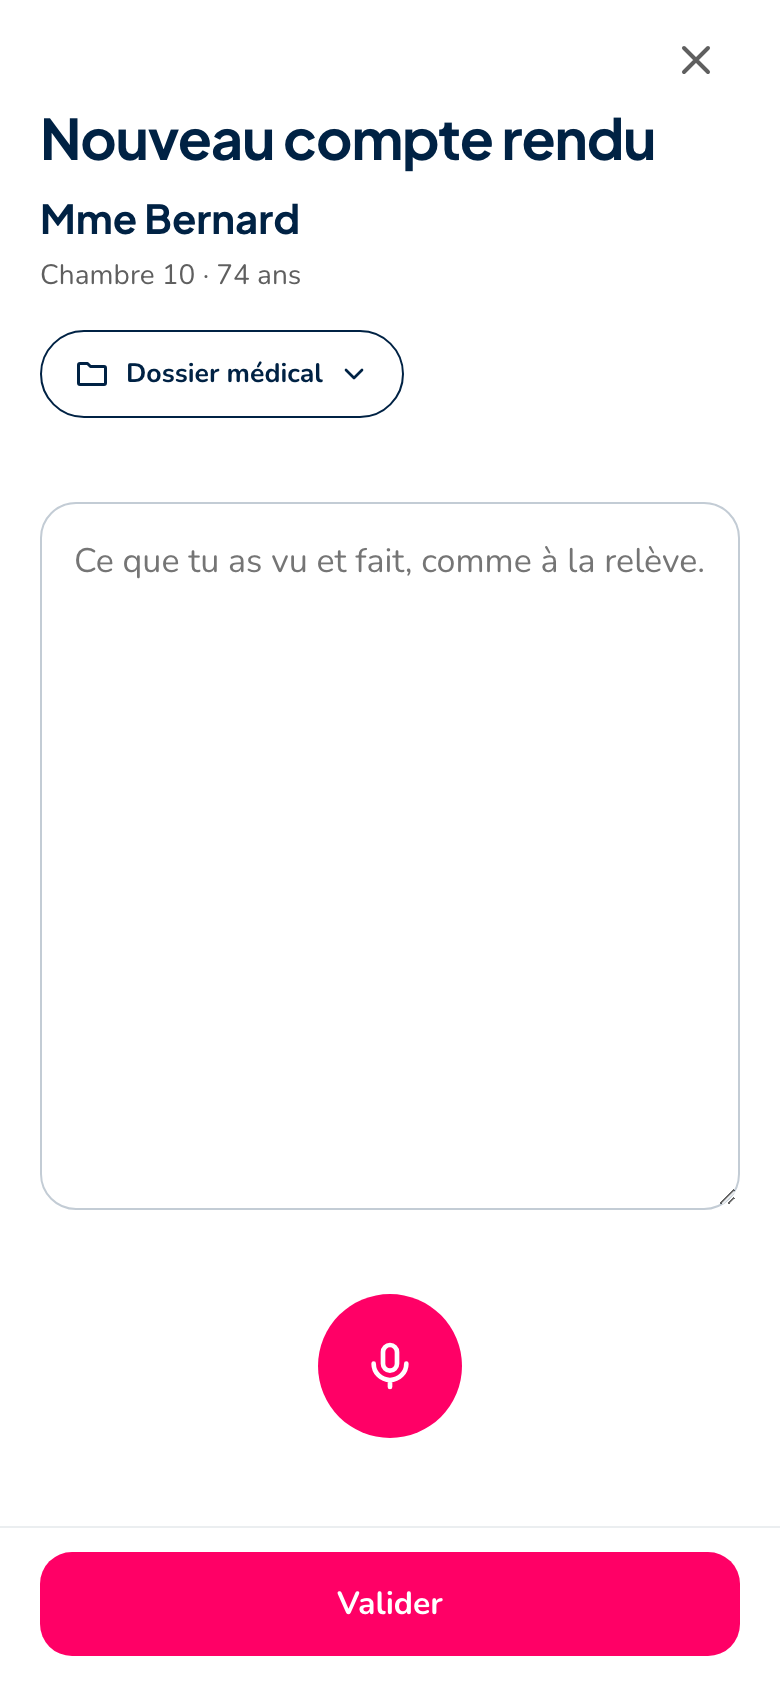 Nouveau compte rendu
Mme Bernard
Chambre 10 · 74 ans
Dossier médical
Ce que tu as vu et fait, comme à la relève.
Valider